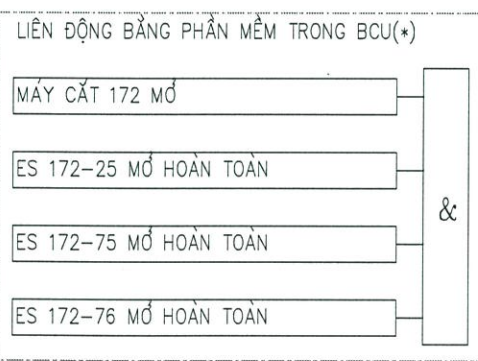 LIÊN ĐỘNG BẰNG PHẦN MỀM TRONG BCU(*)
MÁY CẮT 172 MỞ
ES 172-25 MỞ HOÀN TOÀN
&
ES 172-75 MỞ HOÀN TOÀN
ES 172-76 MỞ HOÀN TOÀN